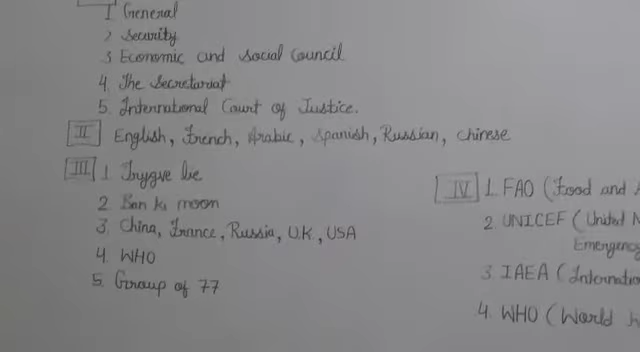 1 General
2 Security
3 Economic and Social Council
4. The Secretariat
5. International Court of Justice.
II English, French, Arabic, Spanish, Russian, Chinese
III 1 Trygve lie
2 Ban ki moon
3. China, France, Russia, U.K, USA
4. WHO
5. Group of 77
IV 1. FAO (Food and
2. UNICEF (United
Emergency
3. IAEA (
4. WHO (World